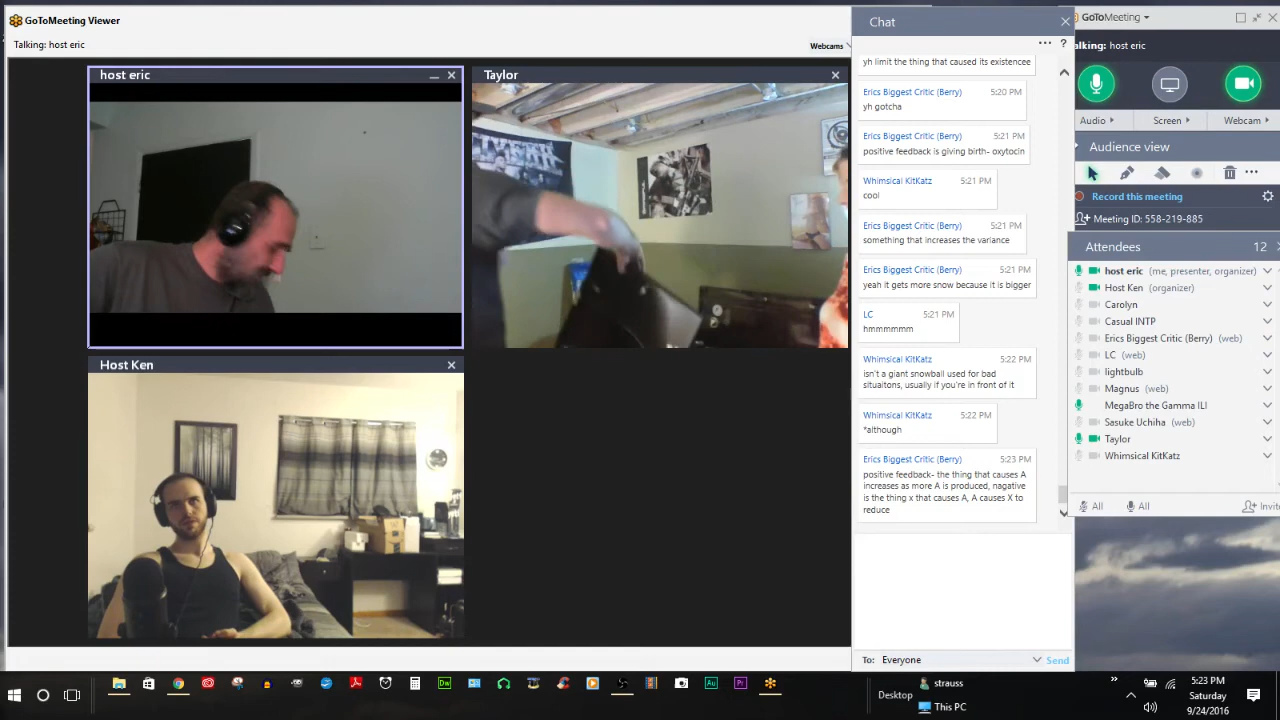 GoToMeeting Viewer
Talking: host eric
Webcams
host eric
Taylor
Host Ken
Chat
?
yh limit the thing that caused its existencee
Erics Biggest Critic (Berry) 5:20 PM
yh gotcha
Erics Biggest Critic (Berry) 5:21 PM
positive feedback is giving birth- oxytocin
Whimsical KitKatz 5:21 PM
cool
Erics Biggest Critic (Berry) 5:21 PM
something that increases the variance
Erics Biggest Critic (Berry) 5:21 PM
yeah it gets more snow because it is bigger
LC 5:21 PM
hmmmmmm
Whimsical KitKatz 5:22 PM
isn't a giant snowball used for bad
situaitons, usually if you're in front of it
Whimsical KitKatz 5:22 PM
*although
Erics Biggest Critic (Berry) 5:23 PM
positive feedback- the thing that causes A
increases as more A is produced, nagative
is the thing x that causes A, A causes X to
reduce
To: Everyone Send
GoToMeeting
alking: host eric
Audio Screen Webcam
Audience view
Record this meeting
Meeting ID: 558-219-885
Attendees 12
host eric (me, presenter, organizer)
Host Ken (organizer)
Carolyn
Casual INTP
Erics Biggest Critic (Berry) (web)
LC (web)
lightbulb
Magnus (web)
MegaBro the Gamma ILI
Sasuke Uchiha (web)
Taylor
Whimsical KitKatz
All All Invite
Dw Au Pr
Desktop
strauss
This PC
5:23 PM
Saturday
9/24/2016